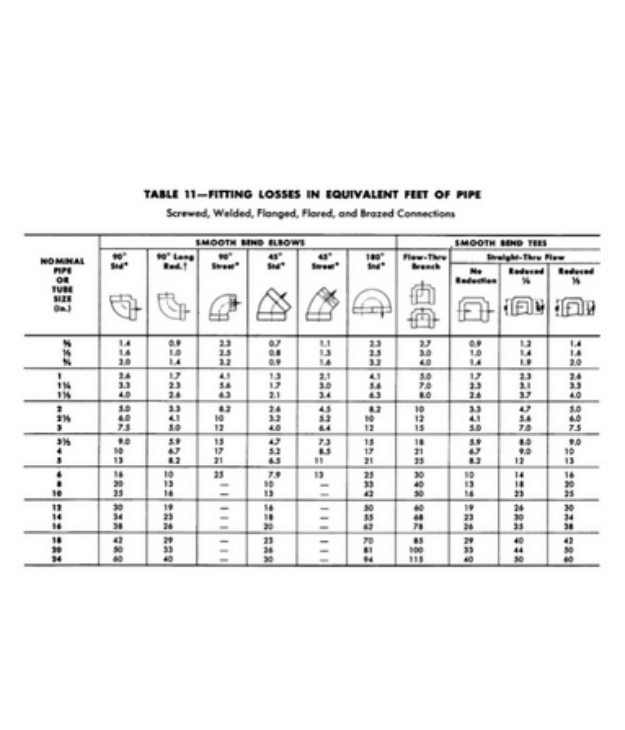 TABLE 11—FITTING LOSSES IN EQUIVALENT FEET OF PIPE
Screwed, Welded, Flanged, Flared, and Brazed Connections
NOMINAL PIPE OR TUBE SIZE (in.)
SMOOTH BEND ELBOWS
SMOOTH BEND TEES
90° Std* 90° Long Rad.† 90° Street* 45° Std* 45° Street* 180° Std* Flow-Thru Branch
Straight-Thru Flow
No Reduction Reduced ¼ Reduced ½
⅜ 1.4 0.9 2.3 0.7 1.1 2.3 2.7 0.9 1.2 1.4
½ 1.6 1.0 2.5 0.8 1.3 2.5 3.0 1.0 1.4 1.6
¾ 2.0 1.4 3.2 0.9 1.6 3.2 4.0 1.4 1.9 2.0
1 2.6 1.7 4.1 1.3 2.1 4.1 5.0 1.7 2.3 2.6
1¼ 3.3 2.3 5.6 1.7 3.0 5.6 7.0 2.3 3.1 3.3
1½ 4.0 2.6 6.3 2.1 3.4 6.3 8.0 2.6 3.7 4.0
2 5.0 3.3 8.2 2.6 4.5 8.2 10 3.3 4.7 5.0
2½ 6.0 4.1 10 3.2 5.2 10 12 4.1 5.6 6.0
3 7.5 5.0 12 4.0 6.4 12 15 5.0 7.0 7.5
3½ 9.0 5.9 15 4.7 7.3 15 18 5.9 8.0 9.0
4 10 6.7 17 5.2 8.5 17 21 6.7 9.0 10
5 13 8.2 21 6.5 11 21 25 8.2 12 13
6 16 10 25 7.9 13 25 30 10 14 16
8 20 13 — 10 — 33 40 13 18 20
10 25 16 — 13 — 42 50 16 23 25
12 30 19 — 16 — 50 60 19 26 30
14 34 23 — 18 — 55 68 23 30 34
16 38 26 — 20 — 62 78 26 35 38
18 42 29 — 23 — 70 85 29 40 42
20 50 33 — 26 — 81 100 33 44 50
24 60 40 — 30 — 94 115 40 50 60